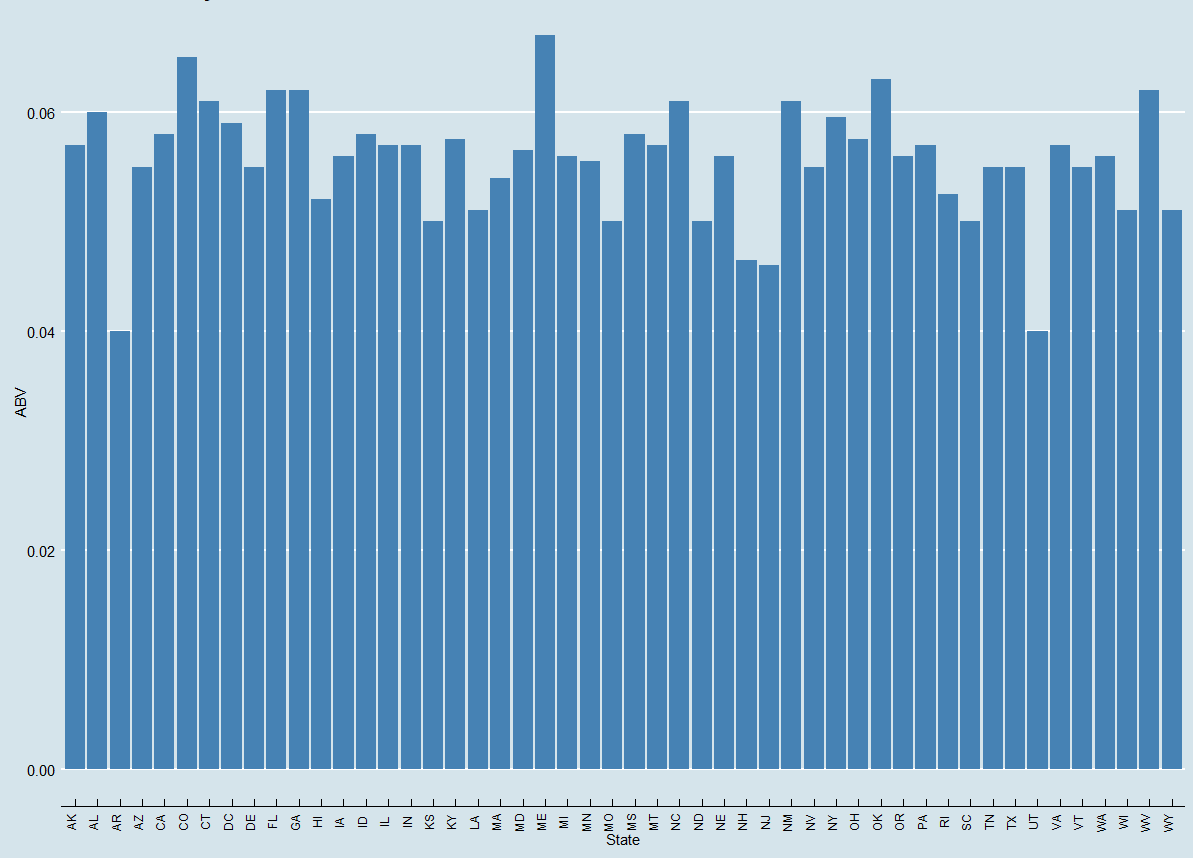 0.06
0.04
ABV
0.02
0.00
AK AL AR AZ CA CO CT DC DE FL GA HI IA ID IL IN KS KY LA MA MD ME MI MN MO MS MT NC ND NE NH NJ NM NV NY OH OK OR PA RI SC TN TX UT VA VT WA WI WV WY
State